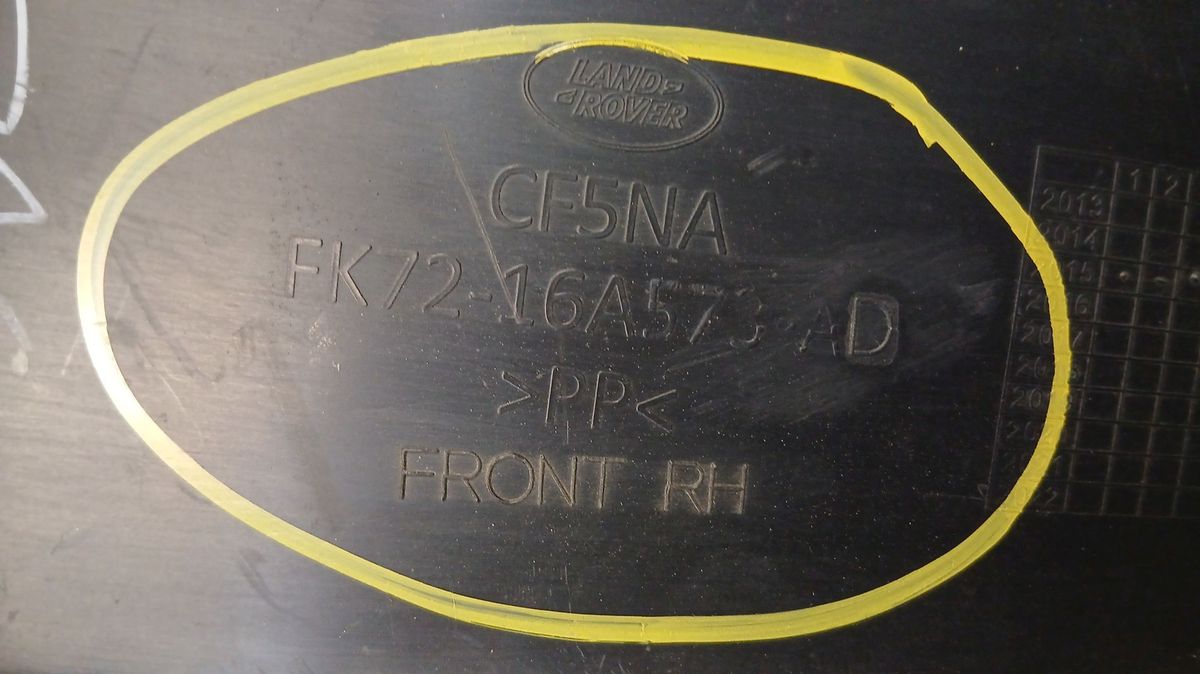 LAND
ROVER
CF5NA
FK72-16A573-AD
>PP<
FRONT RH
1 2
2013
2014